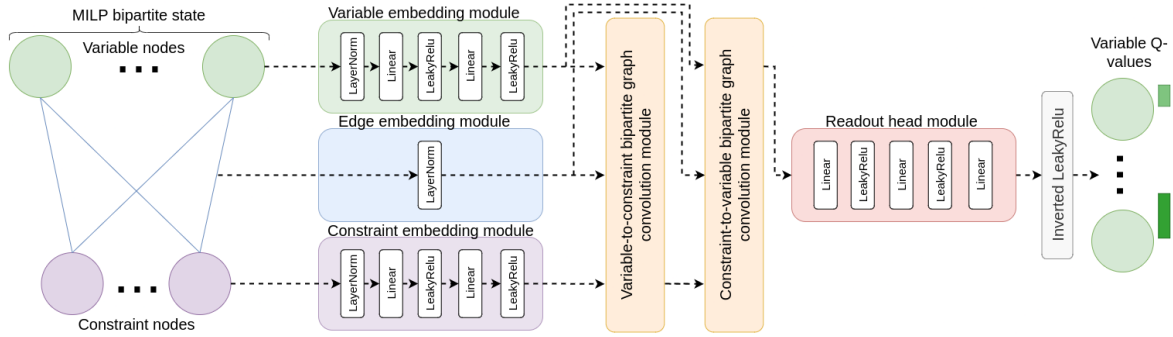 MILP bipartite state
Variable nodes
Constraint nodes
Variable embedding module
LayerNorm
Linear
LeakyRelu
Linear
LeakyRelu
Edge embedding module
LayerNorm
Constraint embedding module
LayerNorm
Linear
LeakyRelu
Linear
LeakyRelu
Variable-to-constraint bipartite graph
convolution module
Constraint-to-variable bipartite graph
convolution module
Readout head module
Linear
LeakyRelu
Linear
LeakyRelu
Linear
Inverted LeakyRelu
Variable Q-
values